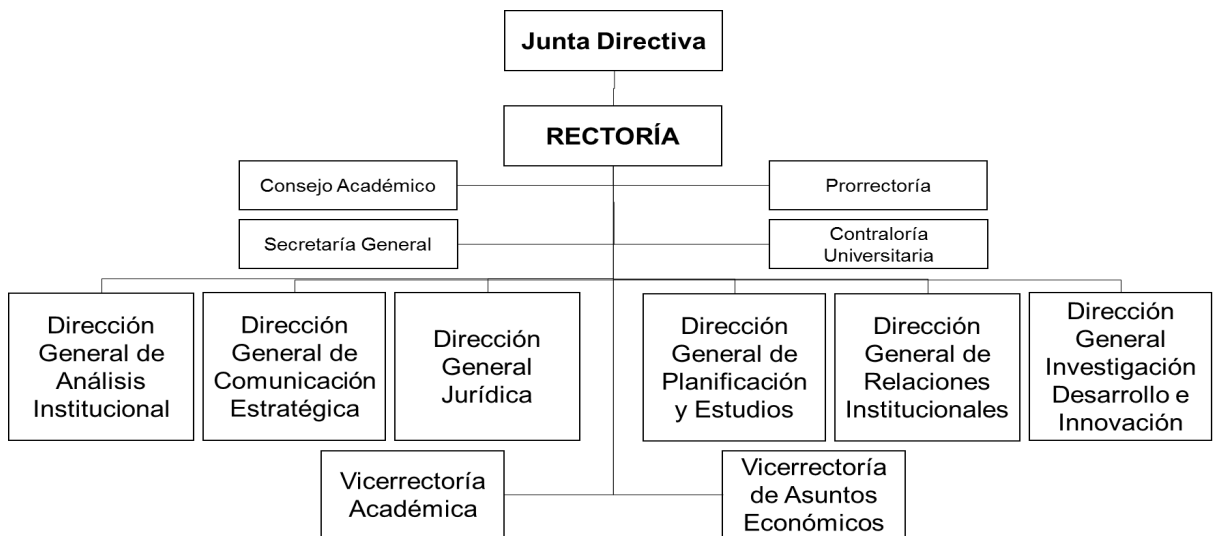 Junta Directiva
RECTORÍA
Consejo Académico
Prorrectoría
Secretaría General
Contraloría
Universitaria
Dirección
General de
Análisis
Institucional
Dirección
General de
Comunicación
Estratégica
Dirección
General
Jurídica
Dirección
General de
Planificación
y Estudios
Dirección
General de
Relaciones
Institucionales
Dirección
General
Investigación
Desarrollo e
Innovación
Vicerrectoría
Académica
Vicerrectoría
de Asuntos
Económicos